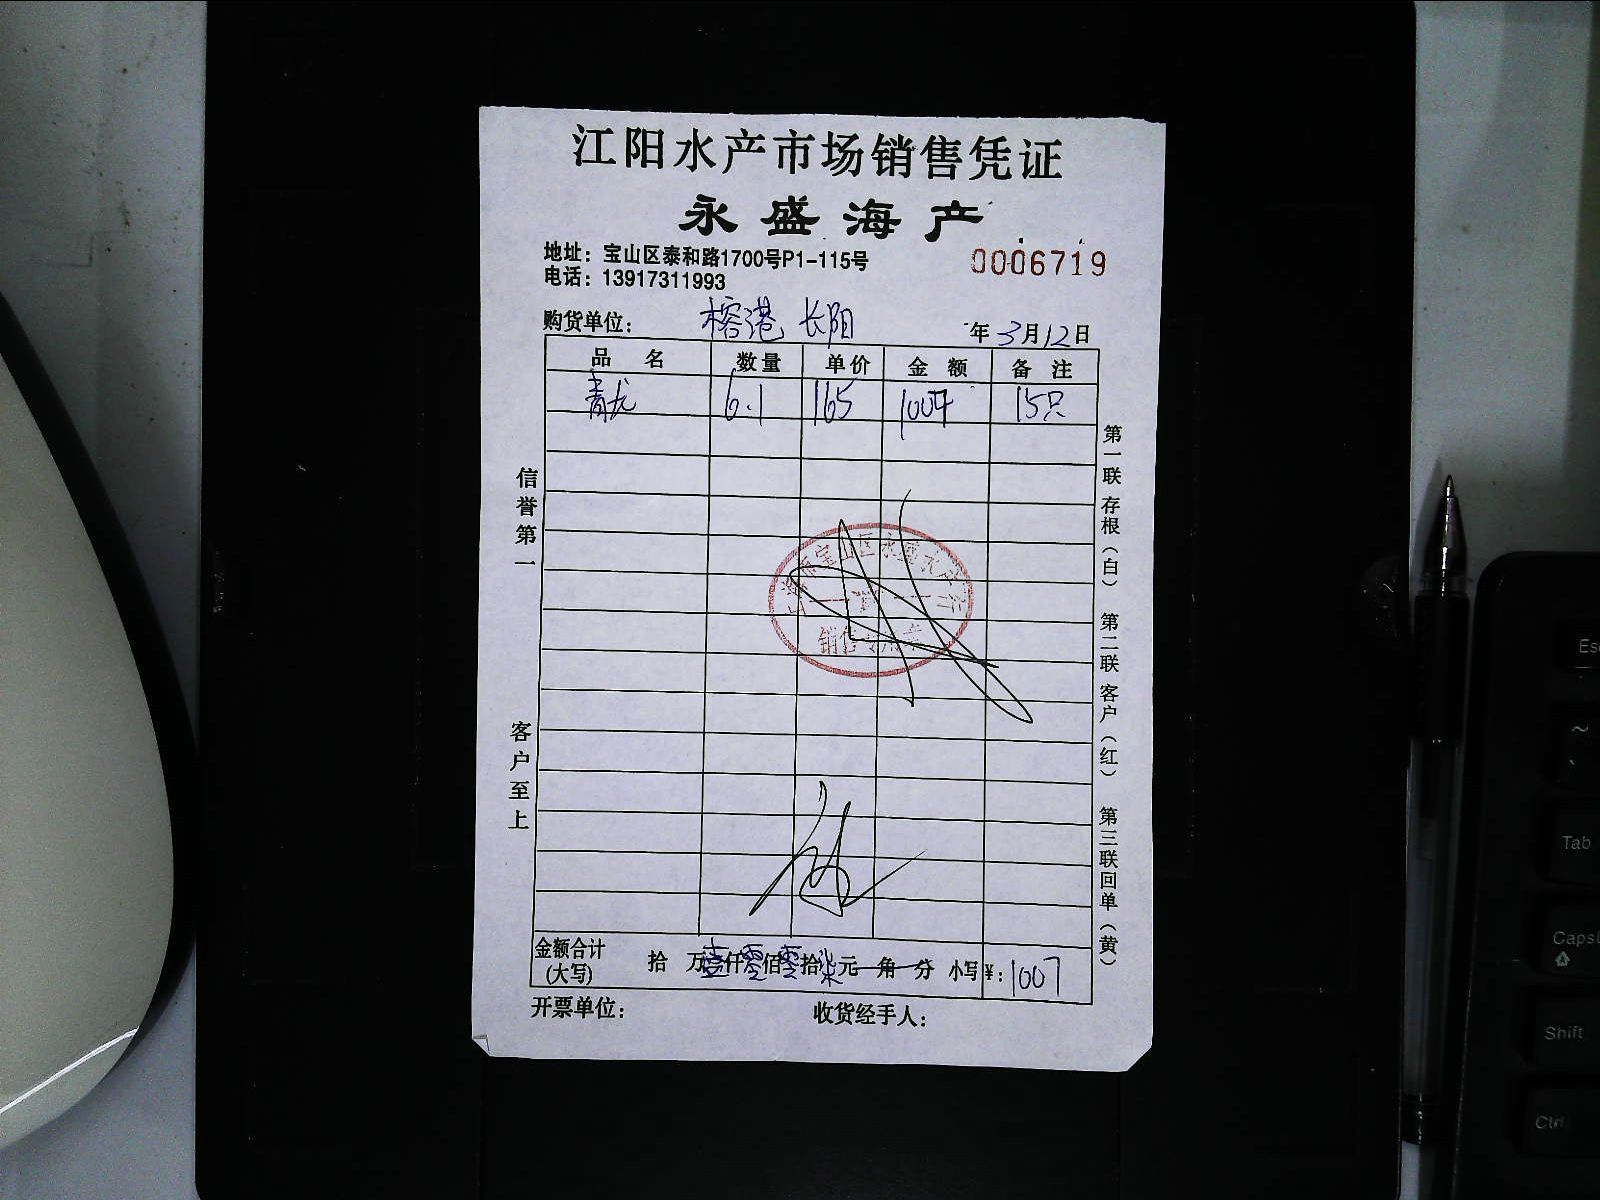 江阳水产市场销售凭证
永盛海产
地址：宝山区泰和路1700号P1-115号
0006719
电话：13917311993
购货单位：榕港 长阳
年 3月12日
品 名 数量 单价 金 额 备 注
青龙 6.1 165 1007 15只
信誉第一
客户至上
第一联 存根（白） 第二联 客户（红） 第三联 回单（黄）
销售专用章
金额合计 拾 万壹仟零佰零拾柒元 角 分 小写¥：1007
(大写)
开票单位： 收货经手人：
Esc
~
Tab
Caps
Shift
Ctrl